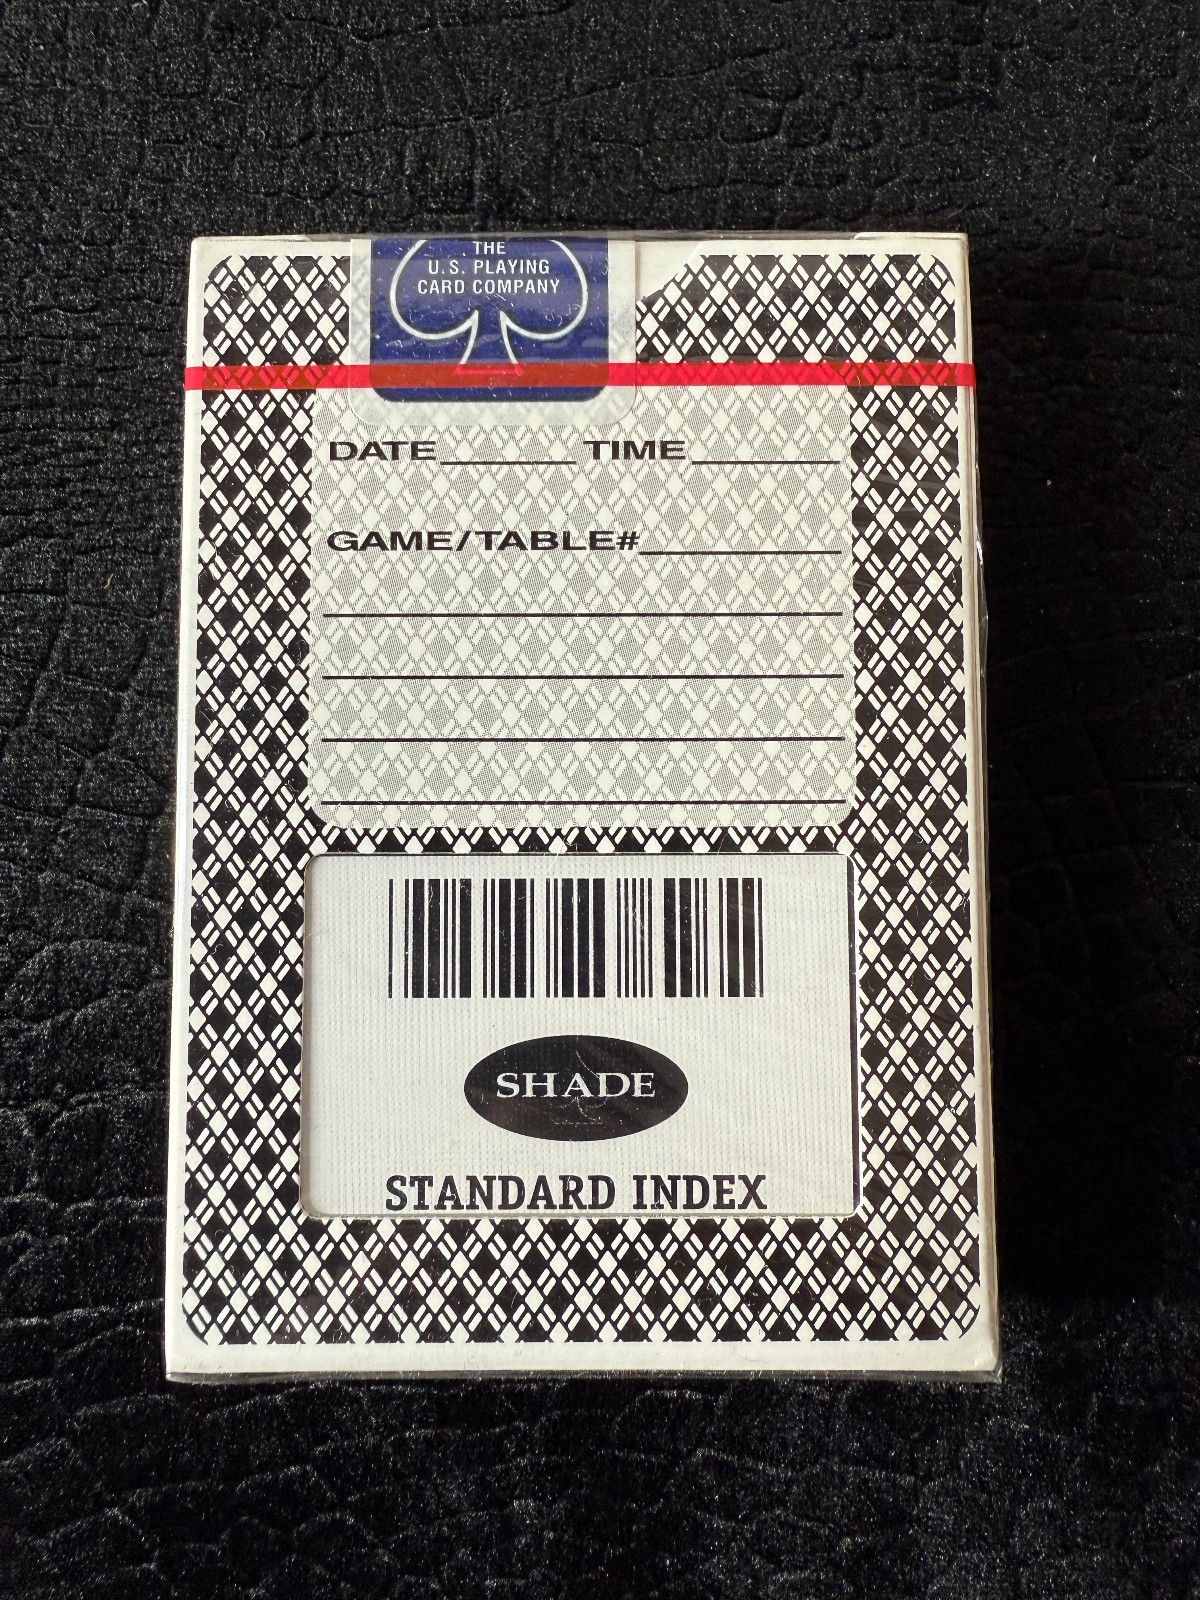 THE
U.S. PLAYING
CARD COMPANY
DATE TIME
GAME/TABLE#
SHADE
STANDARD INDEX